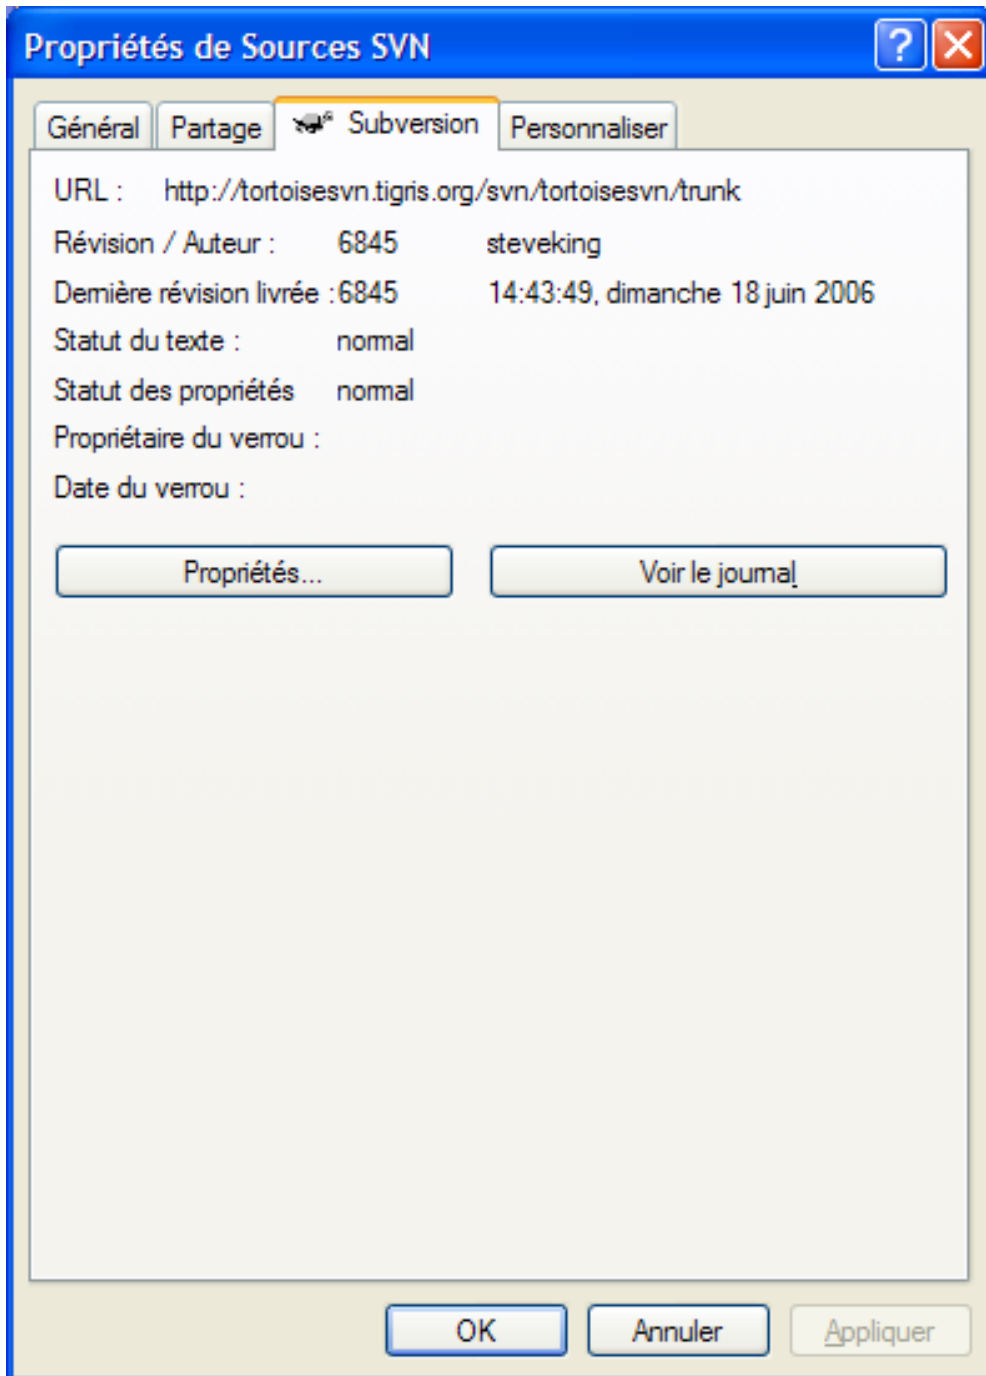 Propriétés de Sources SVN
Général Partage Subversion Personnaliser
URL : http://tortoisesvn.tigris.org/svn/tortoisesvn/trunk
Révision / Auteur : 6845 steveking
Dernière révision livrée : 6845 14:43:49, dimanche 18 juin 2006
Statut du texte : normal
Statut des propriétés normal
Propriétaire du verrou :
Date du verrou :
Propriétés... Voir le journal
OK Annuler Appliquer